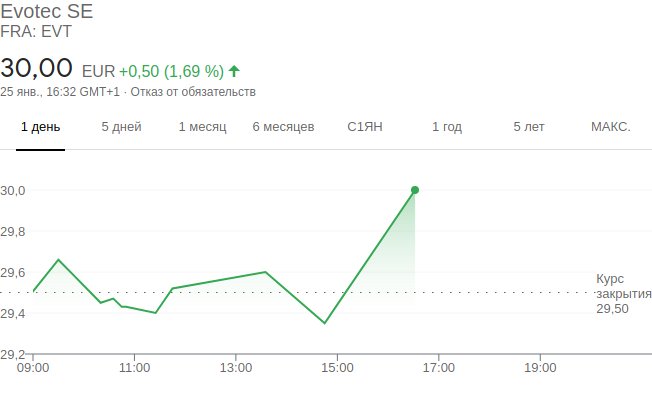 Evotec SE
FRA: EVT
30,00 EUR +0,50 (1,69 %)
25 янв., 16:32 GMT+1 · Отказ от обязательств
1 день 5 дней 1 месяц 6 месяцев С1ЯН 1 год 5 лет МАКС.
30,0
29,8
29,6
Курс
закрытия
29,50
29,4
29,2
09:00 11:00 13:00 15:00 17:00 19:00